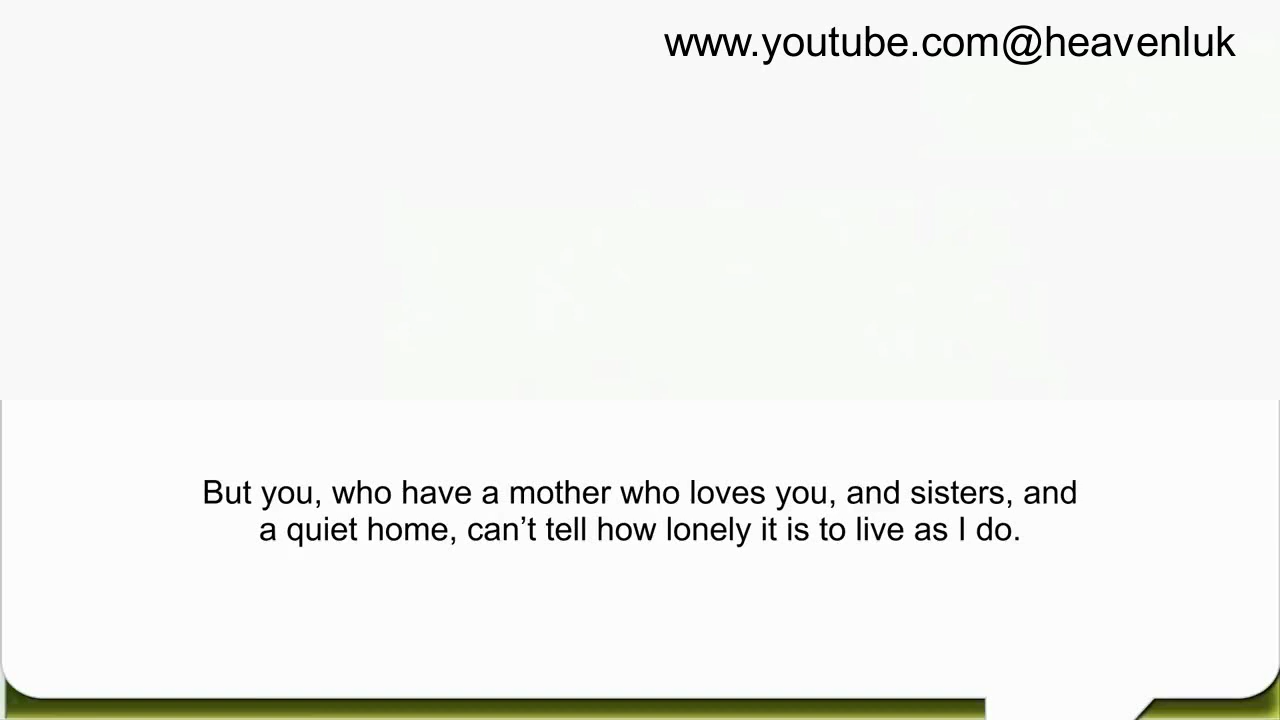 www.youtube.com@heavenluk
But you, who have a mother who loves you, and sisters, and
a quiet home, can’t tell how lonely it is to live as I do.